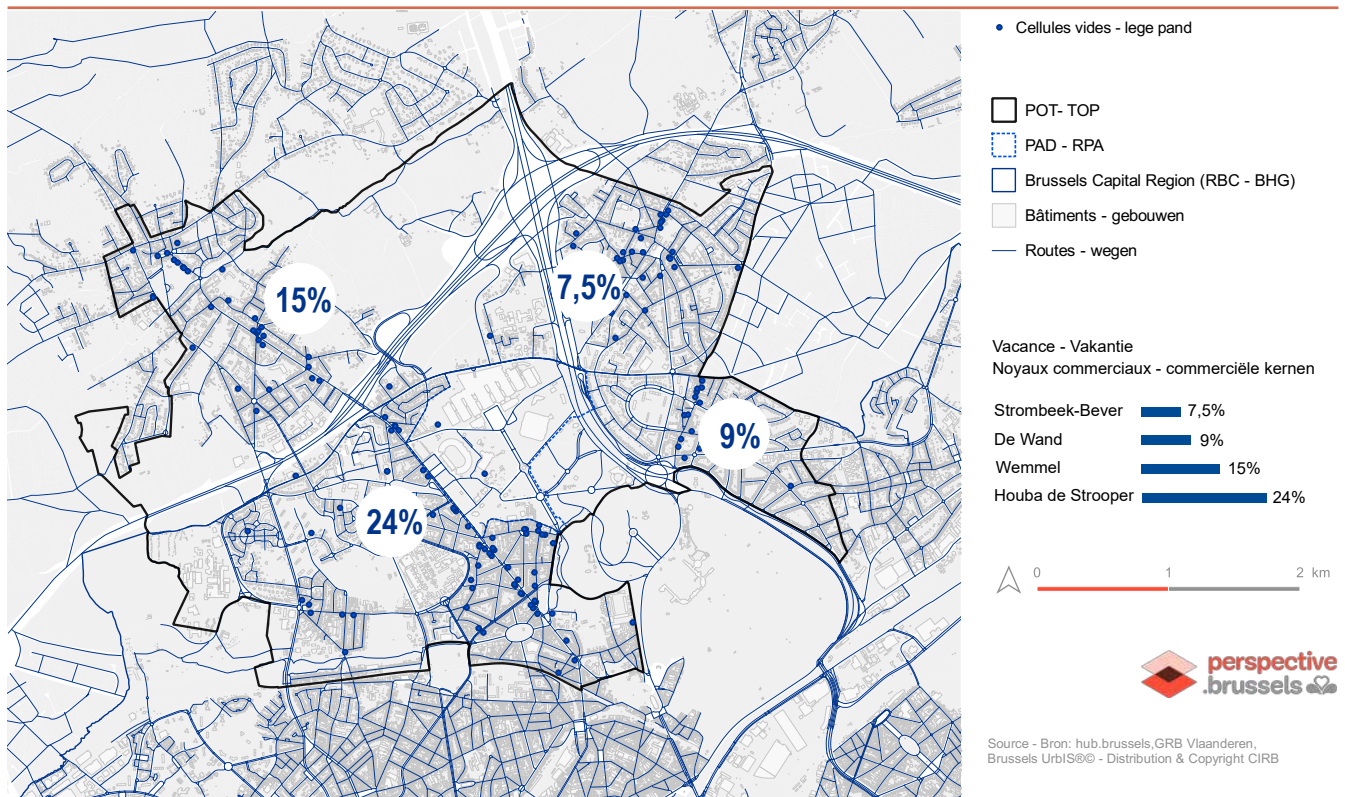 Cellules vides - lege pand
POT- TOP
PAD - RPA
Brussels Capital Region (RBC - BHG)
Bâtiments - gebouwen
Routes - wegen
15%
7,5%
9%
24%
Vacance - Vakantie
Noyaux commerciaux - commerciële kernen
Strombeek-Bever 7,5%
De Wand 9%
Wemmel 15%
Houba de Strooper 24%
0 1 2 km
perspective
.brussels
Source - Bron: hub.brussels,GRB Vlaanderen,
Brussels UrbIS®© - Distribution & Copyright CIRB